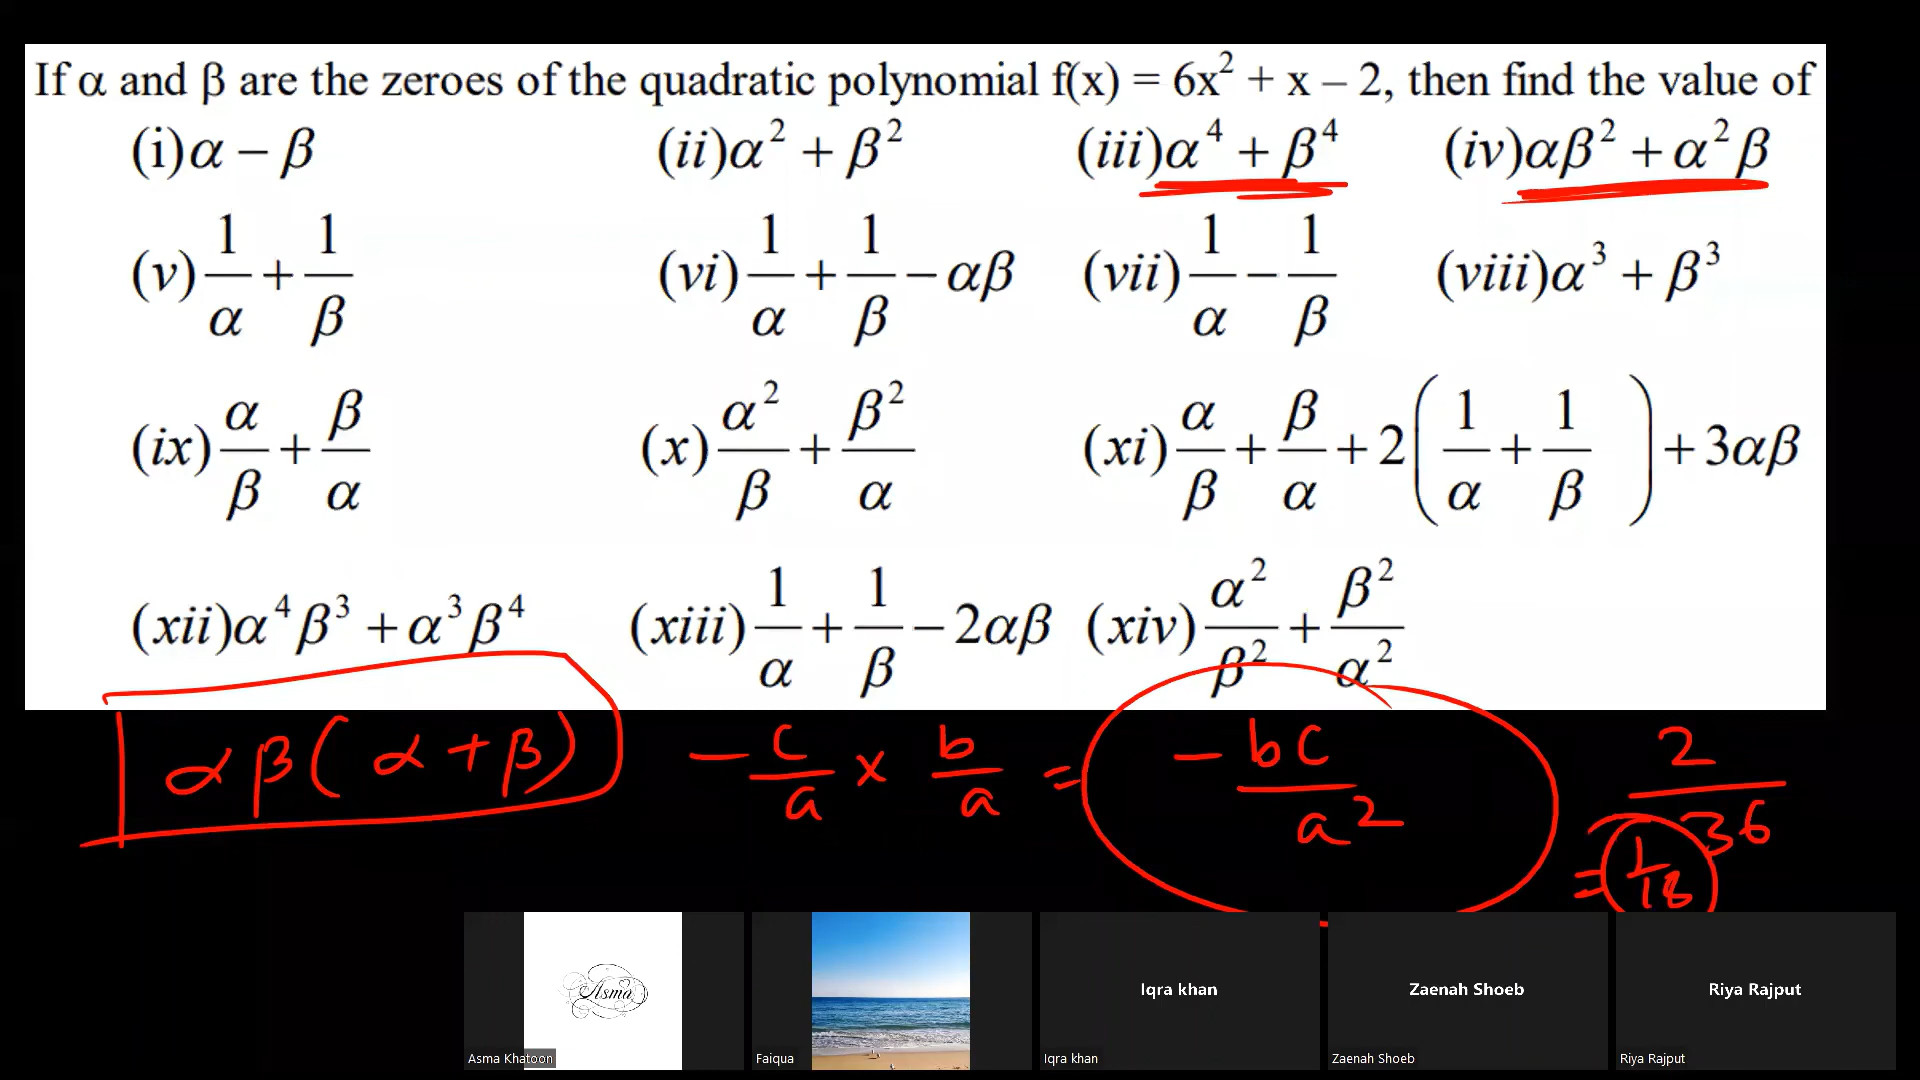 If α and β are the zeroes of the quadratic polynomial f(x) = 6x² + x – 2, then find the value of
(i)α − β (ii)α² + β² (iii)α⁴ + β⁴ (iv)αβ² + α²β
(v) 1/α + 1/β (vi) 1/α + 1/β − αβ (vii) 1/α − 1/β (viii)α³ + β³
(ix) α/β + β/α (x) α²/β + β²/α (xi) α/β + β/α + 2(1/α + 1/β) + 3αβ
(xii)α⁴β³ + α³β⁴ (xiii) 1/α + 1/β − 2αβ (xiv) α²/β² + β²/α²
αβ(α+β) −c/a × b/a = −bc/a² 2/36
= 1/18
Asma
Iqra khan Zaenah Shoeb Riya Rajput
Asma Khatoon Faiqua Iqra khan Zaenah Shoeb Riya Rajput